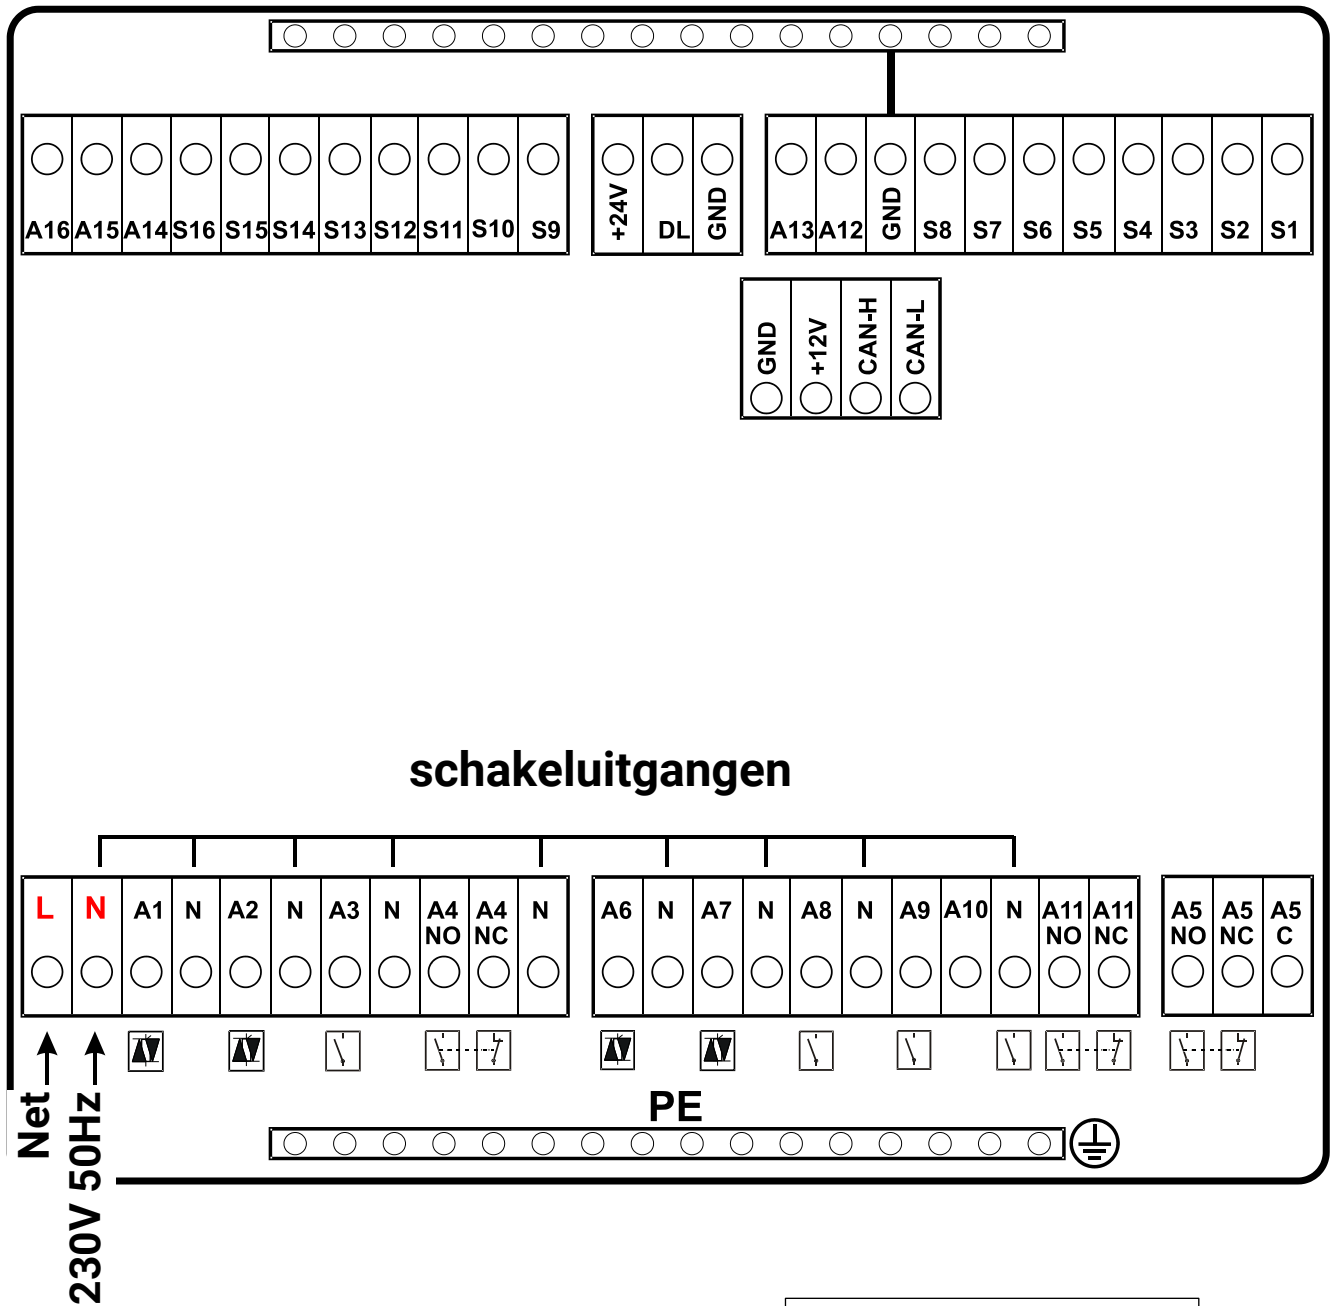 A16 A15 A14 S16 S15 S14 S13 S12 S11 S10 S9 +24V DL GND A13 A12 GND S8 S7 S6 S5 S4 S3 S2 S1
GND +12V CAN-H CAN-L
schakeluitgangen
L N A1 N A2 N A3 N A4 NO A4 NC N A6 N A7 N A8 N A9 A10 N A11 NO A11 NC A5 NO A5 NC A5 C
PE
Net
230V 50Hz